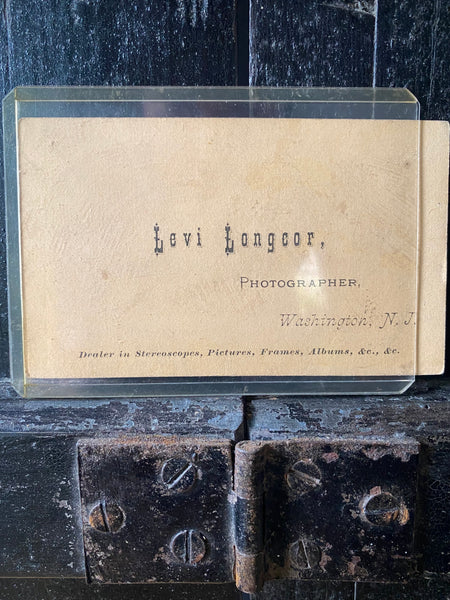 Levi Longcor,
PHOTOGRAPHER,
Washington, N. J.
Dealer in Stereoscopes, Pictures, Frames, Albums, &c., &c.